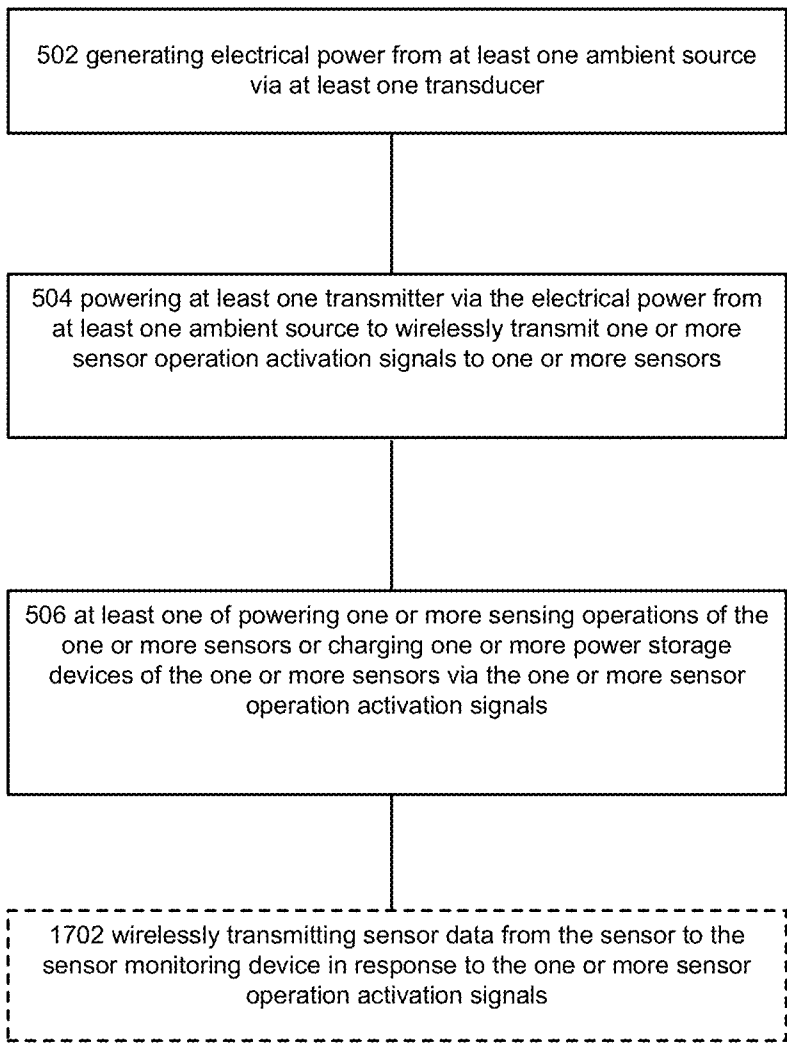 502 generating electrical power from at least one ambient source
via at least one transducer
504 powering at least one transmitter via the electrical power from
at least one ambient source to wirelessly transmit one or more
sensor operation activation signals to one or more sensors
506 at least one of powering one or more sensing operations of the
one or more sensors or charging one or more power storage
devices of the one or more sensors via the one or more sensor
operation activation signals
1702 wirelessly transmitting sensor data from the sensor to the
sensor monitoring device in response to the one or more sensor
operation activation signals